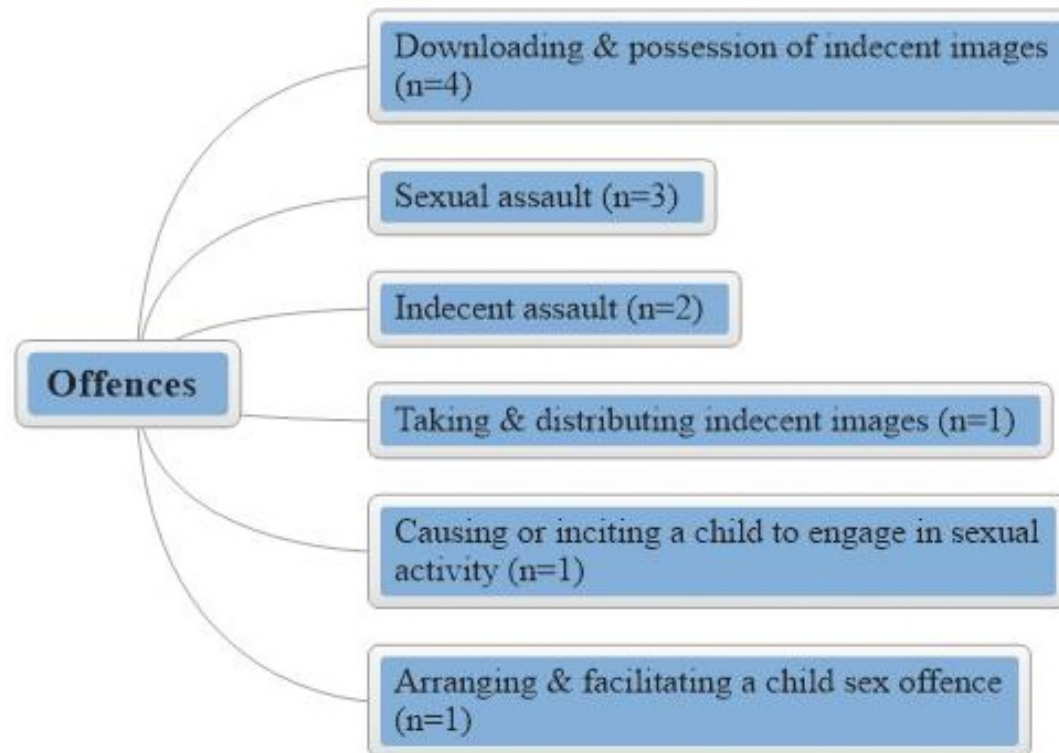 Downloading & possession of indecent images
(n=4)
Sexual assault (n=3)
Indecent assault (n=2)
Offences
Taking & distributing indecent images (n=1)
Causing or inciting a child to engage in sexual
activity (n=1)
Arranging & facilitating a child sex offence
(n=1)